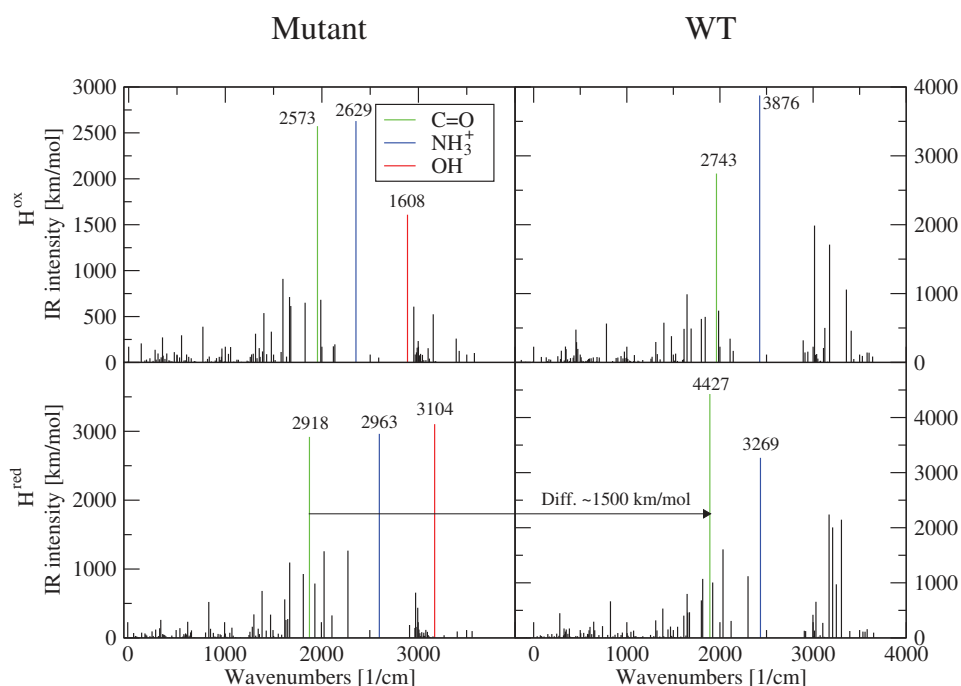 Mutant WT
3000 4000
2573 2629 3876
C=O
NH3+
OH
2500
2743 3000
2000
1608
1500 2000
1000
1000
500
0 0
H^ox
IR intensity [km/mol]
4427
2918 2963 3104 4000
3000 3269
3000
Diff. ~1500 km/mol
2000
2000
1000
1000
0 0
H^red
IR intensity [km/mol]
0 1000 2000 3000 0 1000 2000 3000 4000
Wavenumbers [1/cm] Wavenumbers [1/cm]